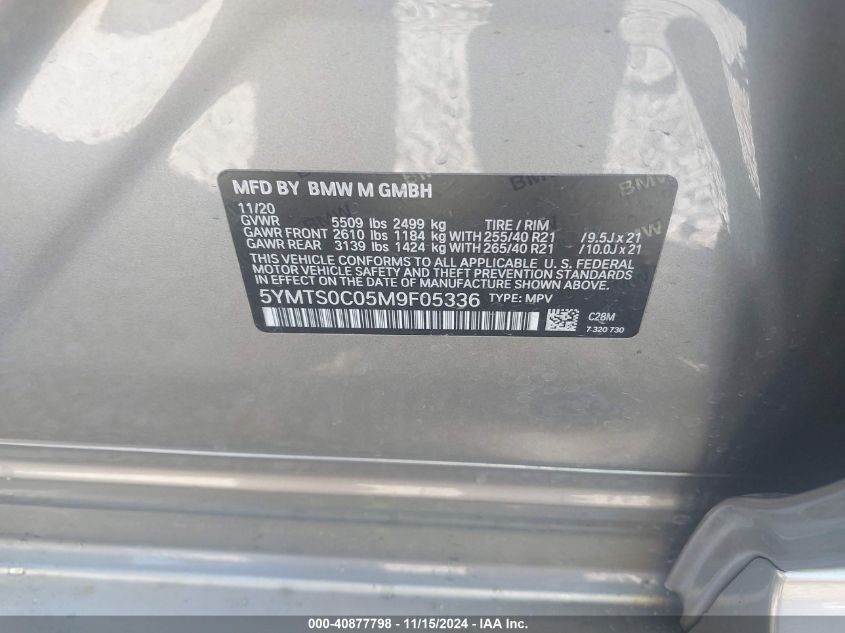 MFD BY BMW M GMBH
11/20
GVWR 5509 lbs 2499 kg TIRE / RIM
GAWR FRONT 2610 lbs 1184 kg WITH 255/40 R21 / 9.5J x 21
GAWR REAR 3139 lbs 1424 kg WITH 265/40 R21 / 10.0J x 21
THIS VEHICLE CONFORMS TO ALL APPLICABLE U. S. FEDERAL
MOTOR VEHICLE SAFETY AND THEFT PREVENTION STANDARDS
IN EFFECT ON THE DATE OF MANUFACTURE SHOWN ABOVE.
5YMTS0C05M9F05336 TYPE: MPV
C28M
7 320 730
000-40877798 - 11/15/2024 - IAA Inc.